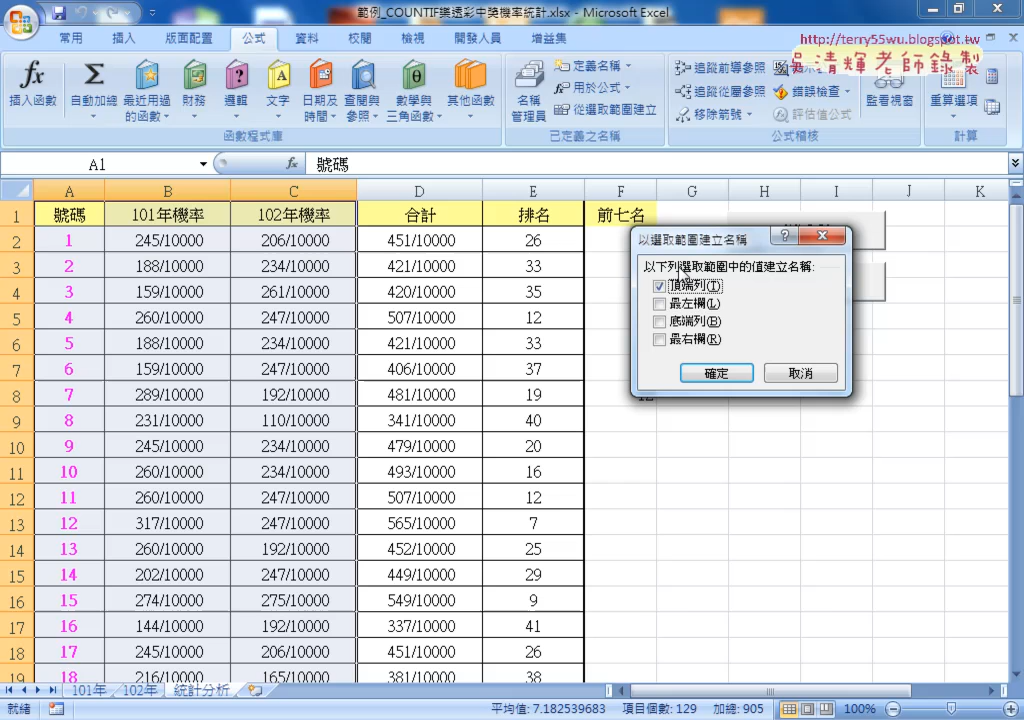 範例_COUNTIF樂透彩中獎機率統計.xlsx - Microsoft Excel
常用 插入 版面配置 公式 資料 校閱 檢視 開發人員 增益集
http://terry55wu.blogspot.tw
吳清輝老師錄製
插入函數 自動加總 最近用過的函數 財務 邏輯 文字 日期及時間 查閱與參照 數學與三角函數 其他函數
函數程式庫
名稱管理員 定義名稱 用於公式 從選取範圍建立
已定義之名稱
追蹤前導參照
追蹤從屬參照 錯誤檢查
移除箭號 評估值公式
公式稽核
監看視窗 重算選項
計算
A1 fx 號碼
A B C D E F G H I J K
1 號碼 101年機率 102年機率 合計 排名 前七名
2 1 245/10000 206/10000 451/10000 26
3 2 188/10000 234/10000 421/10000 33
4 3 159/10000 261/10000 420/10000 35
5 4 260/10000 247/10000 507/10000 12
6 5 188/10000 234/10000 421/10000 33
7 6 159/10000 247/10000 406/10000 37
8 7 289/10000 192/10000 481/10000 19
9 8 231/10000 110/10000 341/10000 40
10 9 245/10000 234/10000 479/10000 20
11 10 260/10000 234/10000 493/10000 16
12 11 260/10000 247/10000 507/10000 12
13 12 317/10000 247/10000 565/10000 7
14 13 260/10000 192/10000 452/10000 25
15 14 202/10000 247/10000 449/10000 29
16 15 274/10000 275/10000 549/10000 9
17 16 144/10000 192/10000 337/10000 41
18 17 245/10000 206/10000 451/10000 26
19 18 216/10000 165/10000 381/10000 38
以選取範圍建立名稱
以下列選取範圍中的值建立名稱:
頂端列(T)
最左欄(L)
底端列(B)
最右欄(R)
確定 取消
101年 102年 統計分析
就緒 平均值: 7.182539683 項目個數: 129 加總: 905 100%